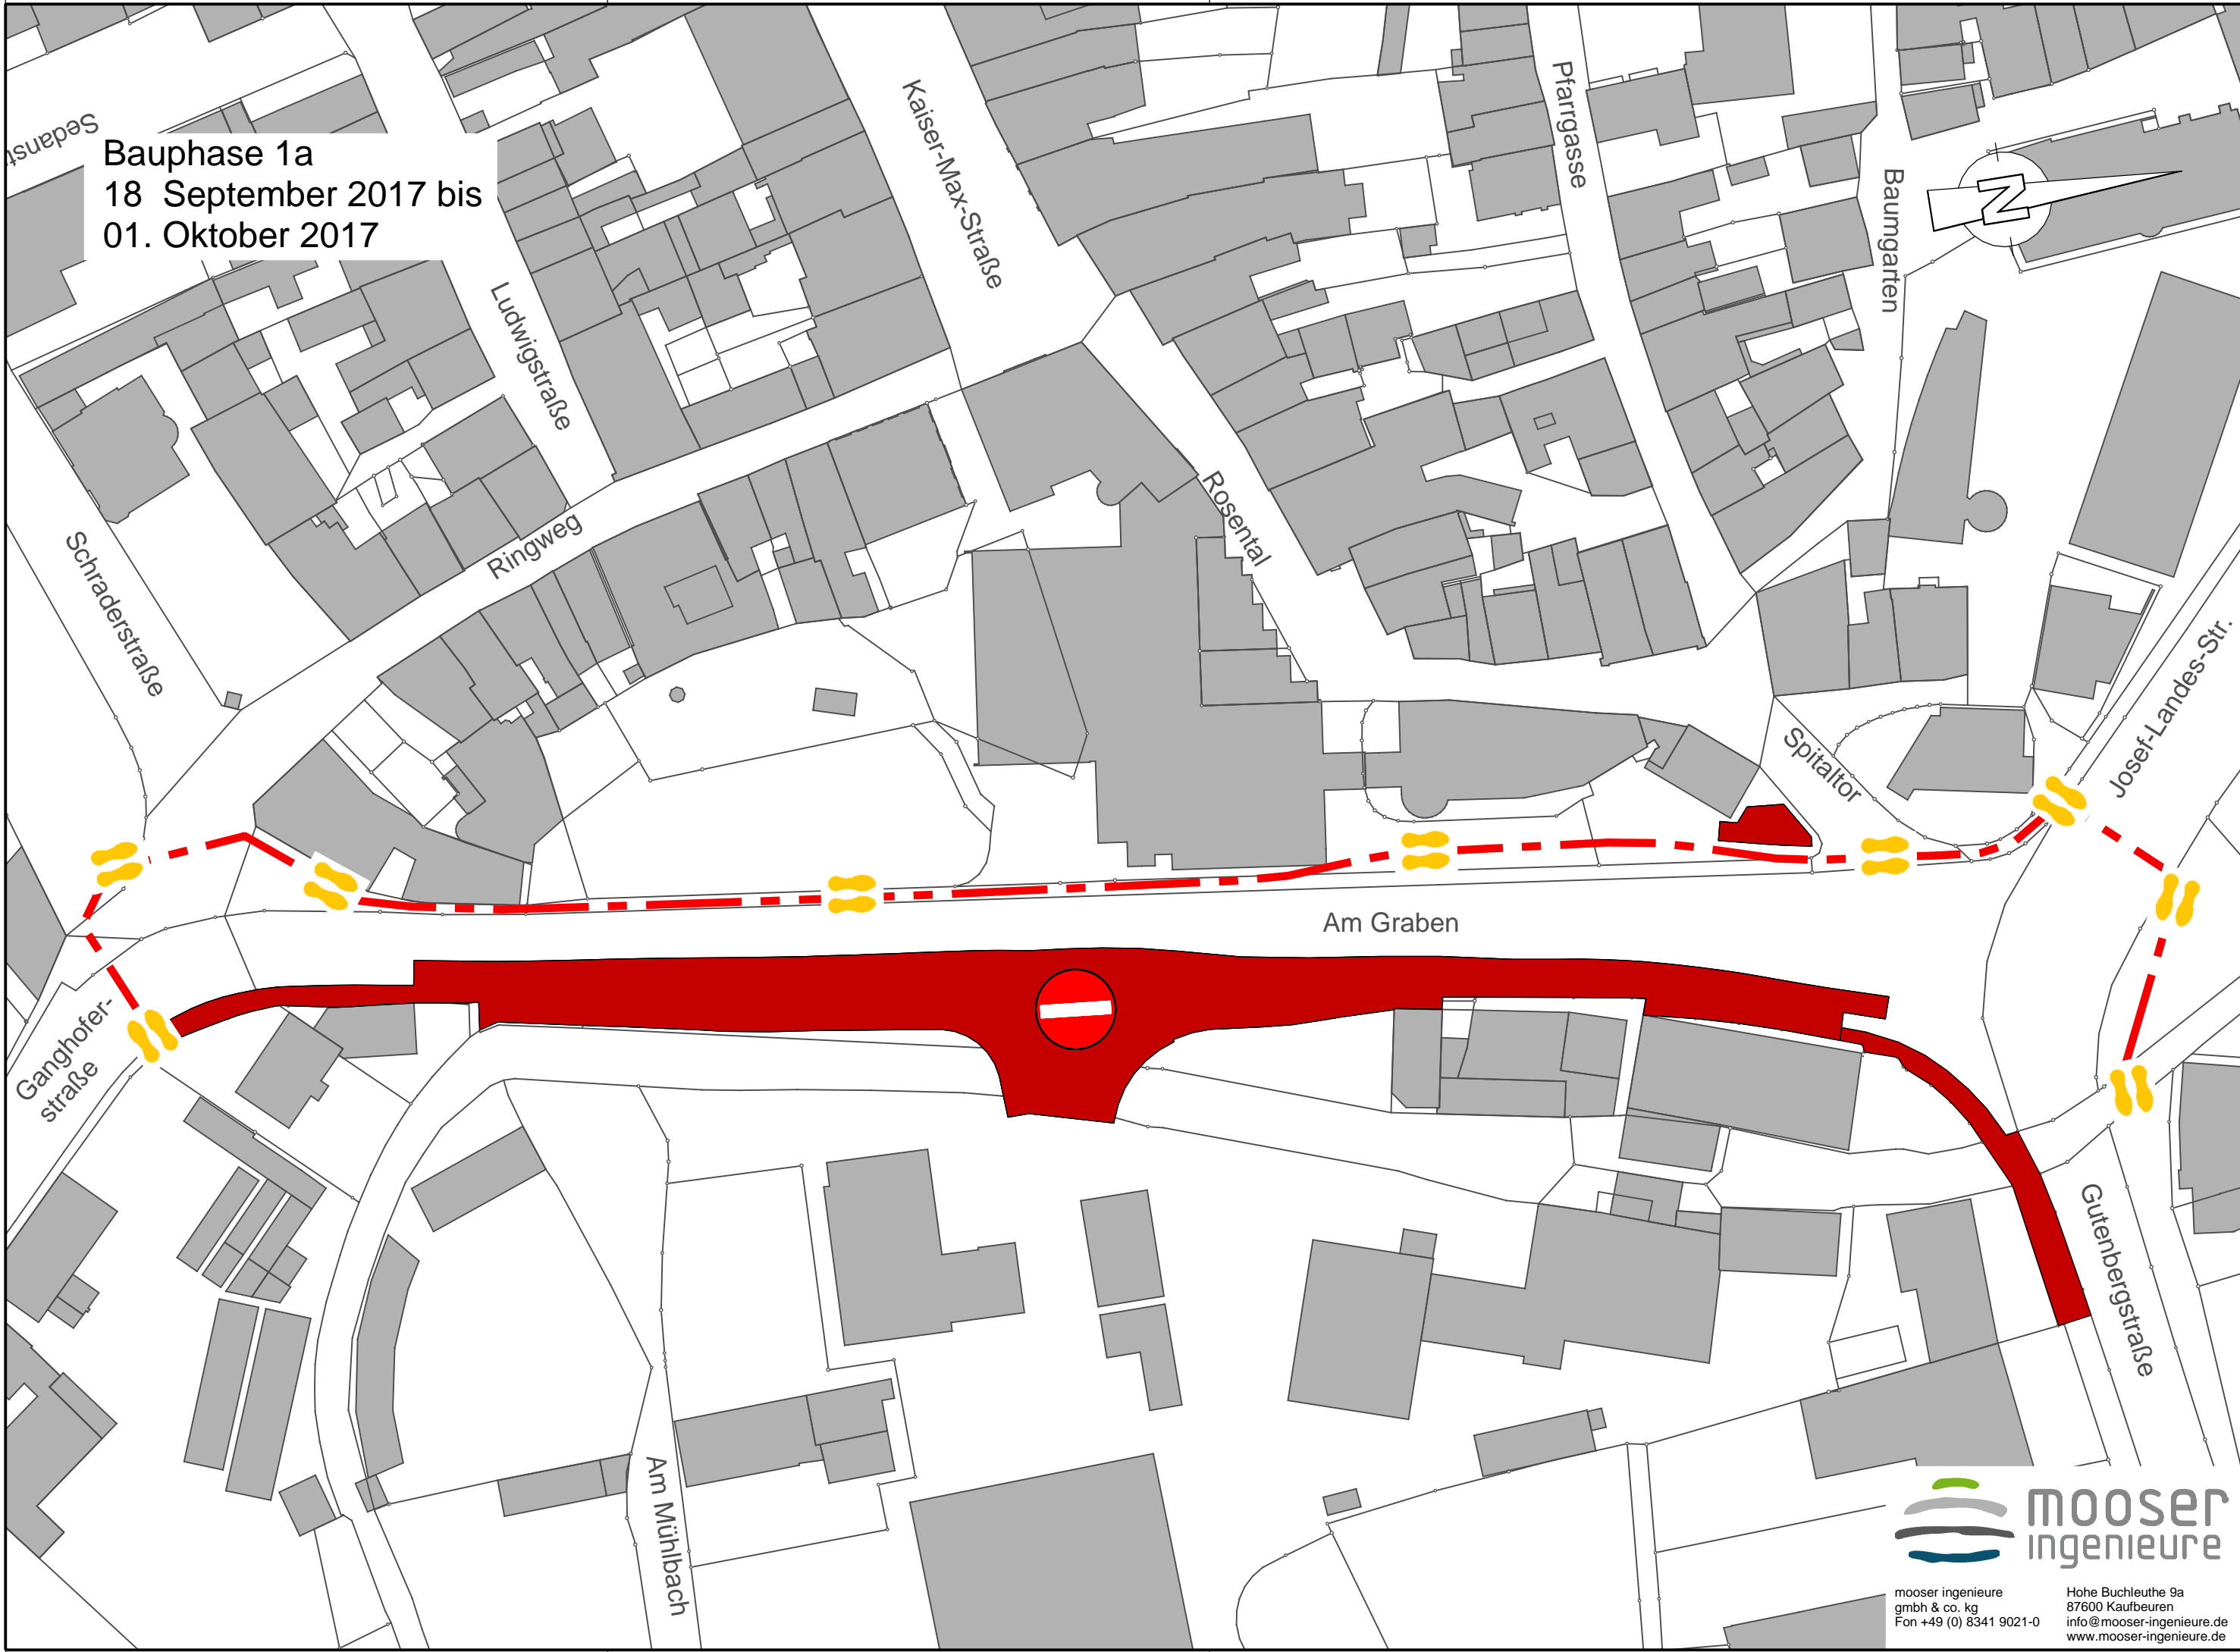 Sedanst
Bauphase 1a
18 September 2017 bis
01. Oktober 2017
Kaiser-Max-Straße
Pfargasse
Baumgarten
N
Ludwigstraße
Rosental
Ringweg
Schraderstraße
Spitaltor
Josef-Landes-Str.
Am Graben
Ganghofer-
straße
Gutenbergstraße
Am Mühlbach
mooser
ingenieure
mooser ingenieure
gmbh & co. kg
Fon +49 (0) 8341 9021-0
Hohe Buchleuthe 9a
87600 Kaufbeuren
info@mooser-ingenieure.de
www.mooser-ingenieure.de